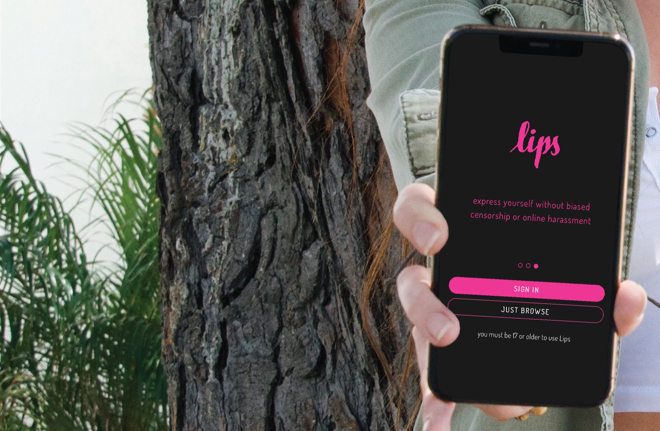 lips
express yourself without biased
censorship or online harassment
SIGN IN
JUST BROWSE
you must be 17 or older to use Lips